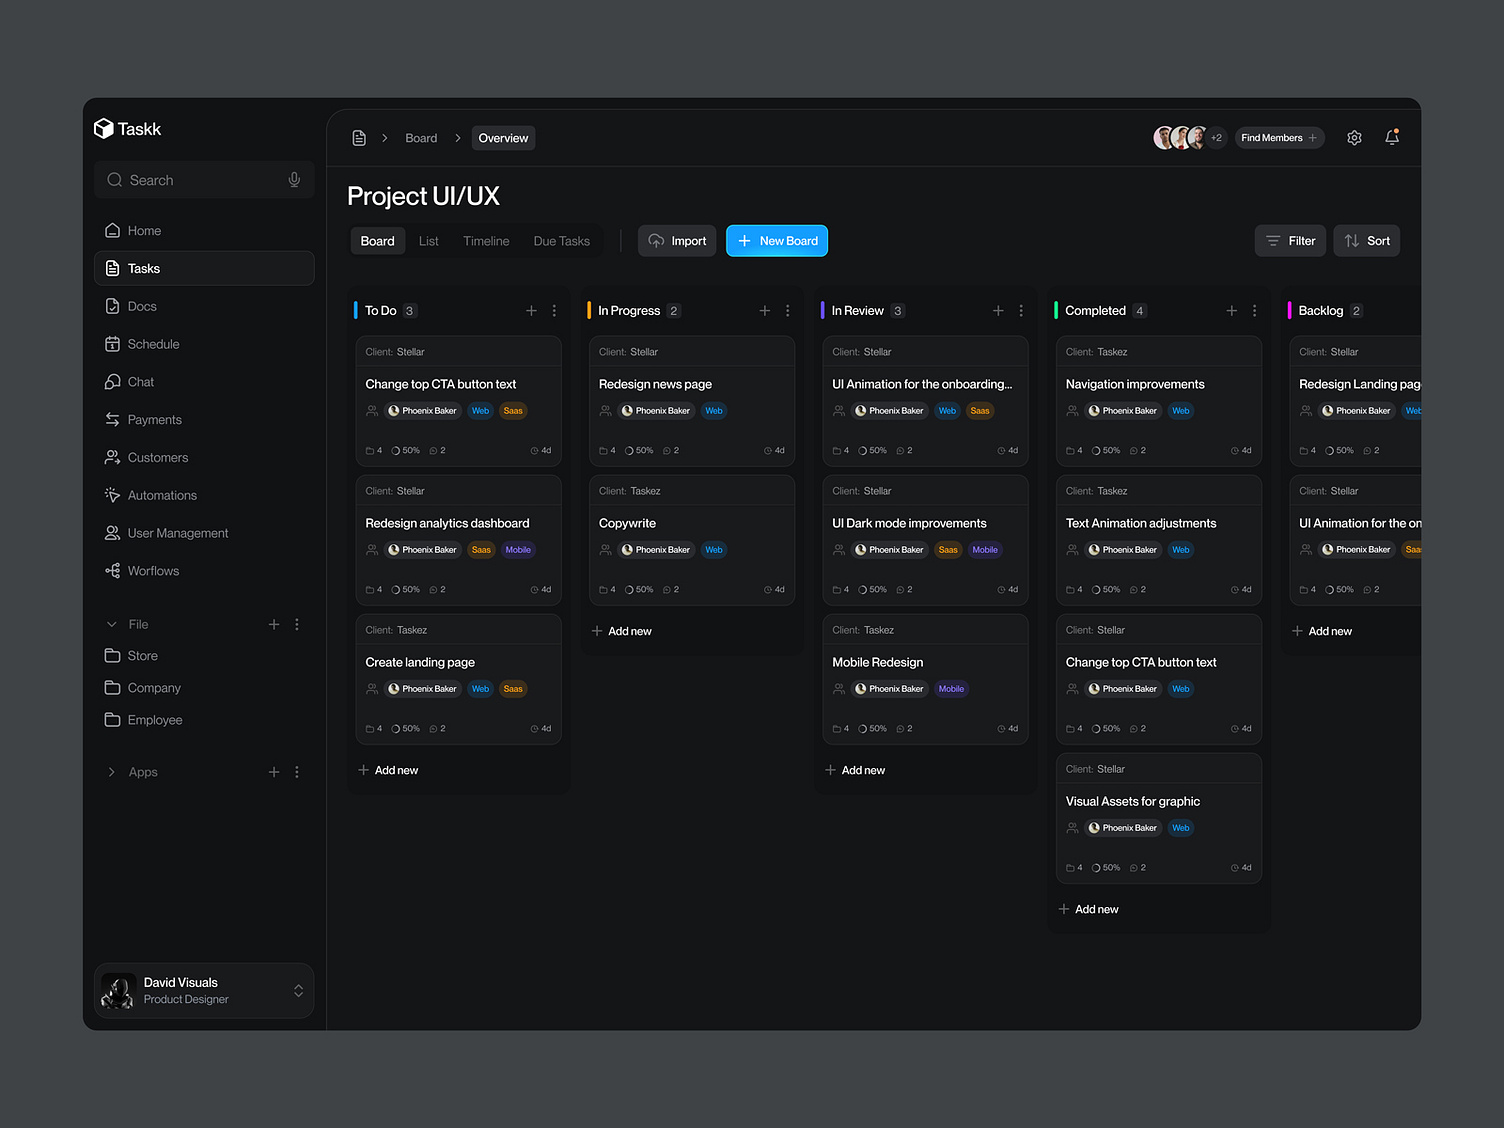 Taskk
Search
Home
Tasks
Docs
Schedule
Chat
Payments
Customers
Automations
User Management
Worflows
File
Store
Company
Employee
Apps
David Visuals
Product Designer
Board
Overview
+2
Find Members
Project UI/UX
Board
List
Timeline
Due Tasks
Import
New Board
Filter
Sort
To Do 3
Client: Stellar
Change top CTA button text
Phoenix Baker Web Saas
4 50% 2 4d
Client: Stellar
Redesign analytics dashboard
Phoenix Baker Saas Mobile
4 50% 2 4d
Client: Taskez
Create landing page
Phoenix Baker Web Saas
4 50% 2 4d
Add new
In Progress 2
Client: Stellar
Redesign news page
Phoenix Baker Web
4 50% 2 4d
Client: Taskez
Copywrite
Phoenix Baker Web
4 50% 2 4d
Add new
In Review 3
Client: Stellar
UI Animation for the onboarding...
Phoenix Baker Web Saas
4 50% 2 4d
Client: Stellar
UI Dark mode improvements
Phoenix Baker Saas Mobile
4 50% 2 4d
Client: Taskez
Mobile Redesign
Phoenix Baker Mobile
4 50% 2 4d
Add new
Completed 4
Client: Taskez
Navigation improvements
Phoenix Baker Web
4 50% 2 4d
Client: Taskez
Text Animation adjustments
Phoenix Baker Web
4 50% 2 4d
Client: Stellar
Change top CTA button text
Phoenix Baker Web
4 50% 2 4d
Client: Stellar
Visual Assets for graphic
Phoenix Baker Web
4 50% 2 4d
Add new
Backlog 2
Client: Stellar
Redesign Landing pag
Phoenix Baker Web
4 50% 2
Client: Stellar
UI Animation for the on
Phoenix Baker Saa
4 50% 2
Add new